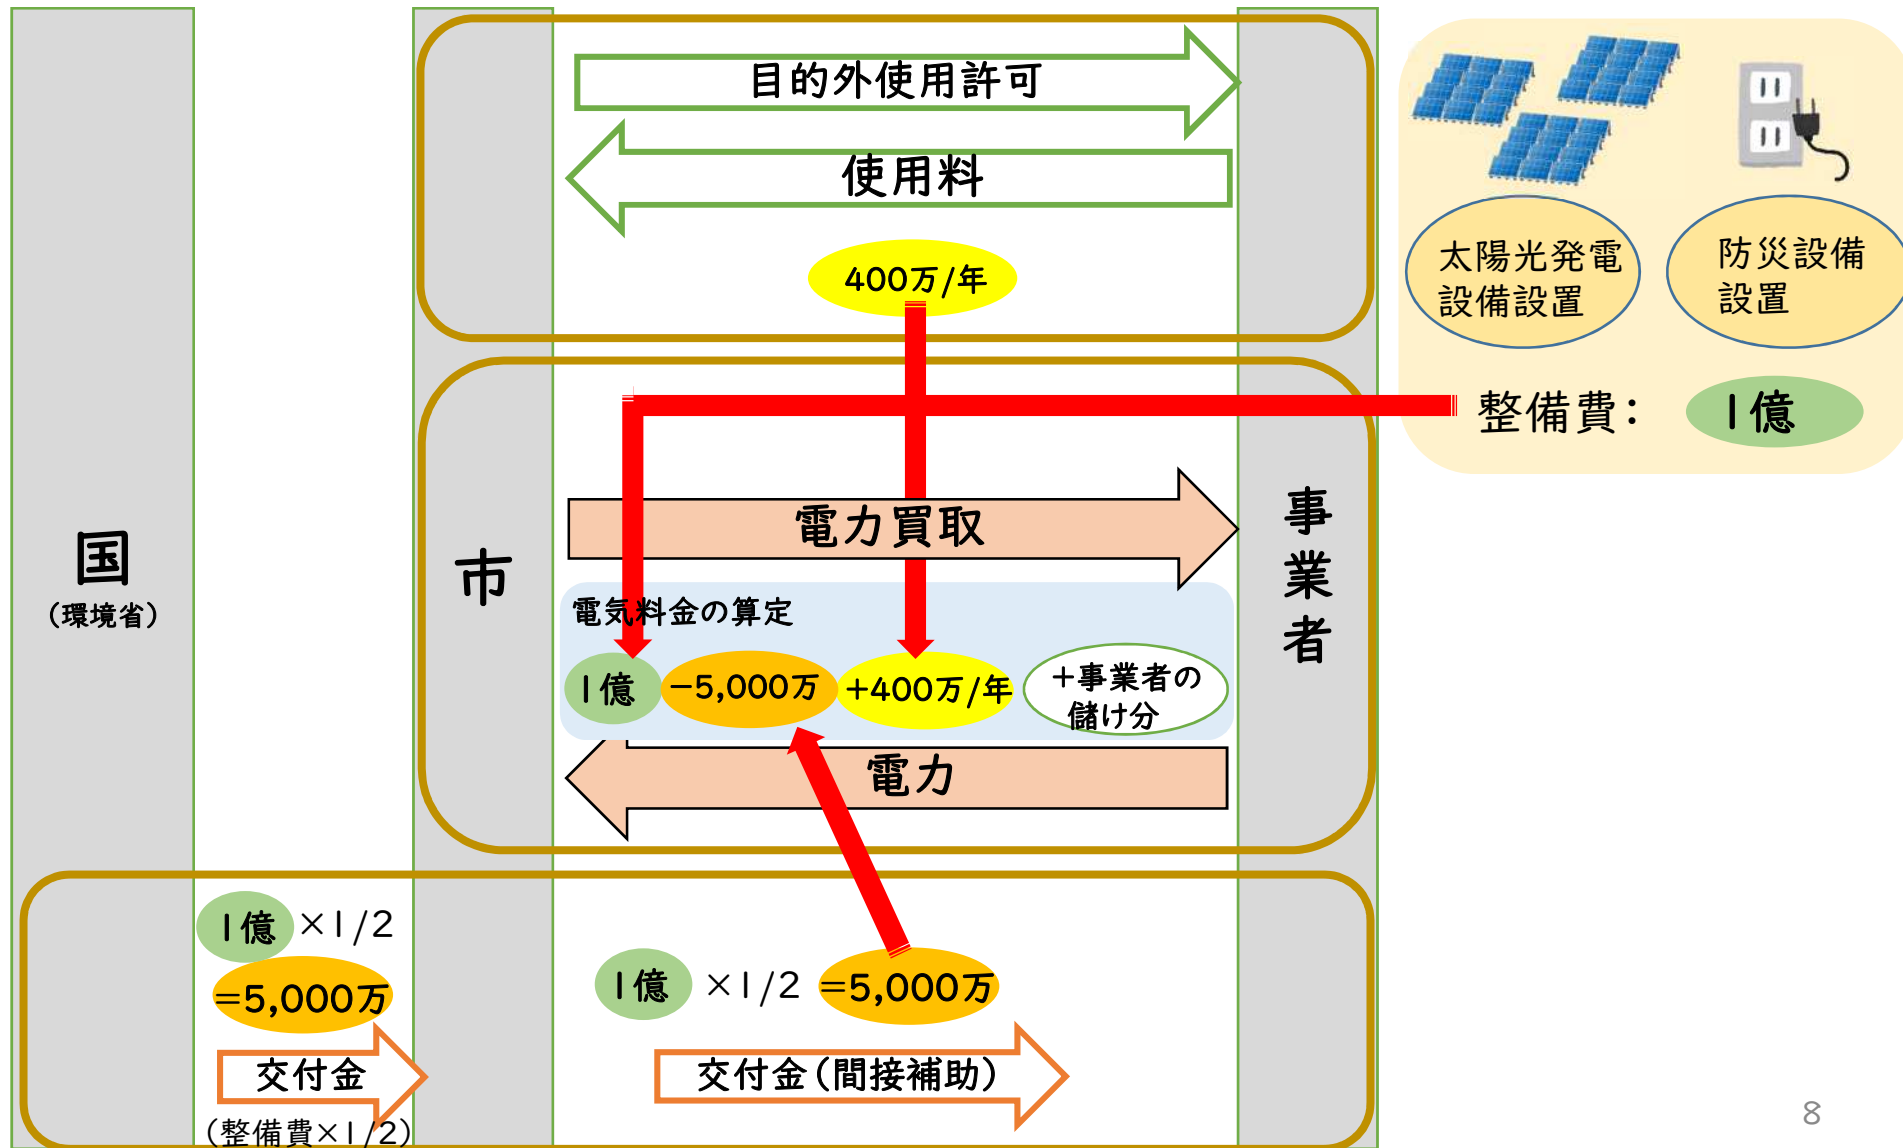 目的外使用許可
使用料
400万/年
太陽光発電
設備設置
防災設備
設置
整備費：
1億
国
（環境省）
市
事業者
電力買取
電気料金の算定
1億
－5,000万
＋400万/年
＋事業者の
儲け分
電力
1億
×1/2
=5,000万
交付金
（整備費×1/2）
1億
×1/2
=5,000万
交付金（間接補助）
8